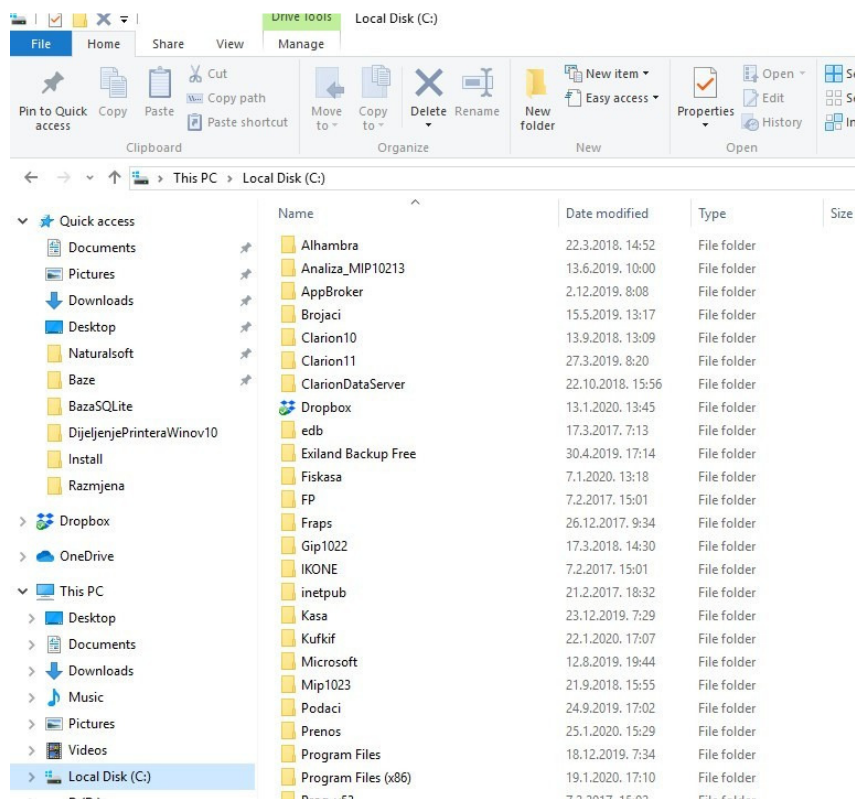 Drive Tools Local Disk (C:)
File Home Share View Manage
Pin to Quick access
Copy
Paste
Cut
Copy path
Paste shortcut
Clipboard
Move to
Copy to
Delete
Rename
Organize
New folder
New item
Easy access
New
Properties
Open
Edit
History
Open
This PC > Local Disk (C:)
Quick access
Documents
Pictures
Downloads
Desktop
Naturalsoft
Baze
BazaSQLite
DijeljenjePrinteraWinov10
Install
Razmjena
Dropbox
OneDrive
This PC
Desktop
Documents
Downloads
Music
Pictures
Videos
Local Disk (C:)
Name Date modified Type Size
Alhambra 22.3.2018. 14:52 File folder
Analiza_MIP10213 13.6.2019. 10:00 File folder
AppBroker 2.12.2019. 8:08 File folder
Brojaci 15.5.2019. 13:17 File folder
Clarion10 13.9.2018. 13:09 File folder
Clarion11 27.3.2019. 8:20 File folder
ClarionDataServer 22.10.2018. 15:56 File folder
Dropbox 13.1.2020. 13:45 File folder
edb 17.3.2017. 7:13 File folder
Exiland Backup Free 30.4.2019. 17:14 File folder
Fiskasa 7.1.2020. 13:18 File folder
FP 7.2.2017. 15:01 File folder
Fraps 26.12.2017. 9:34 File folder
Gip1022 17.3.2018. 14:30 File folder
IKONE 7.2.2017. 15:01 File folder
inetpub 21.2.2017. 18:32 File folder
Kasa 23.12.2019. 7:29 File folder
Kufkif 22.1.2020. 17:07 File folder
Microsoft 12.8.2019. 19:44 File folder
Mip1023 21.9.2018. 15:55 File folder
Podaci 24.9.2019. 17:02 File folder
Prenos 25.1.2020. 15:29 File folder
Program Files 18.12.2019. 7:34 File folder
Program Files (x86) 19.1.2020. 17:10 File folder